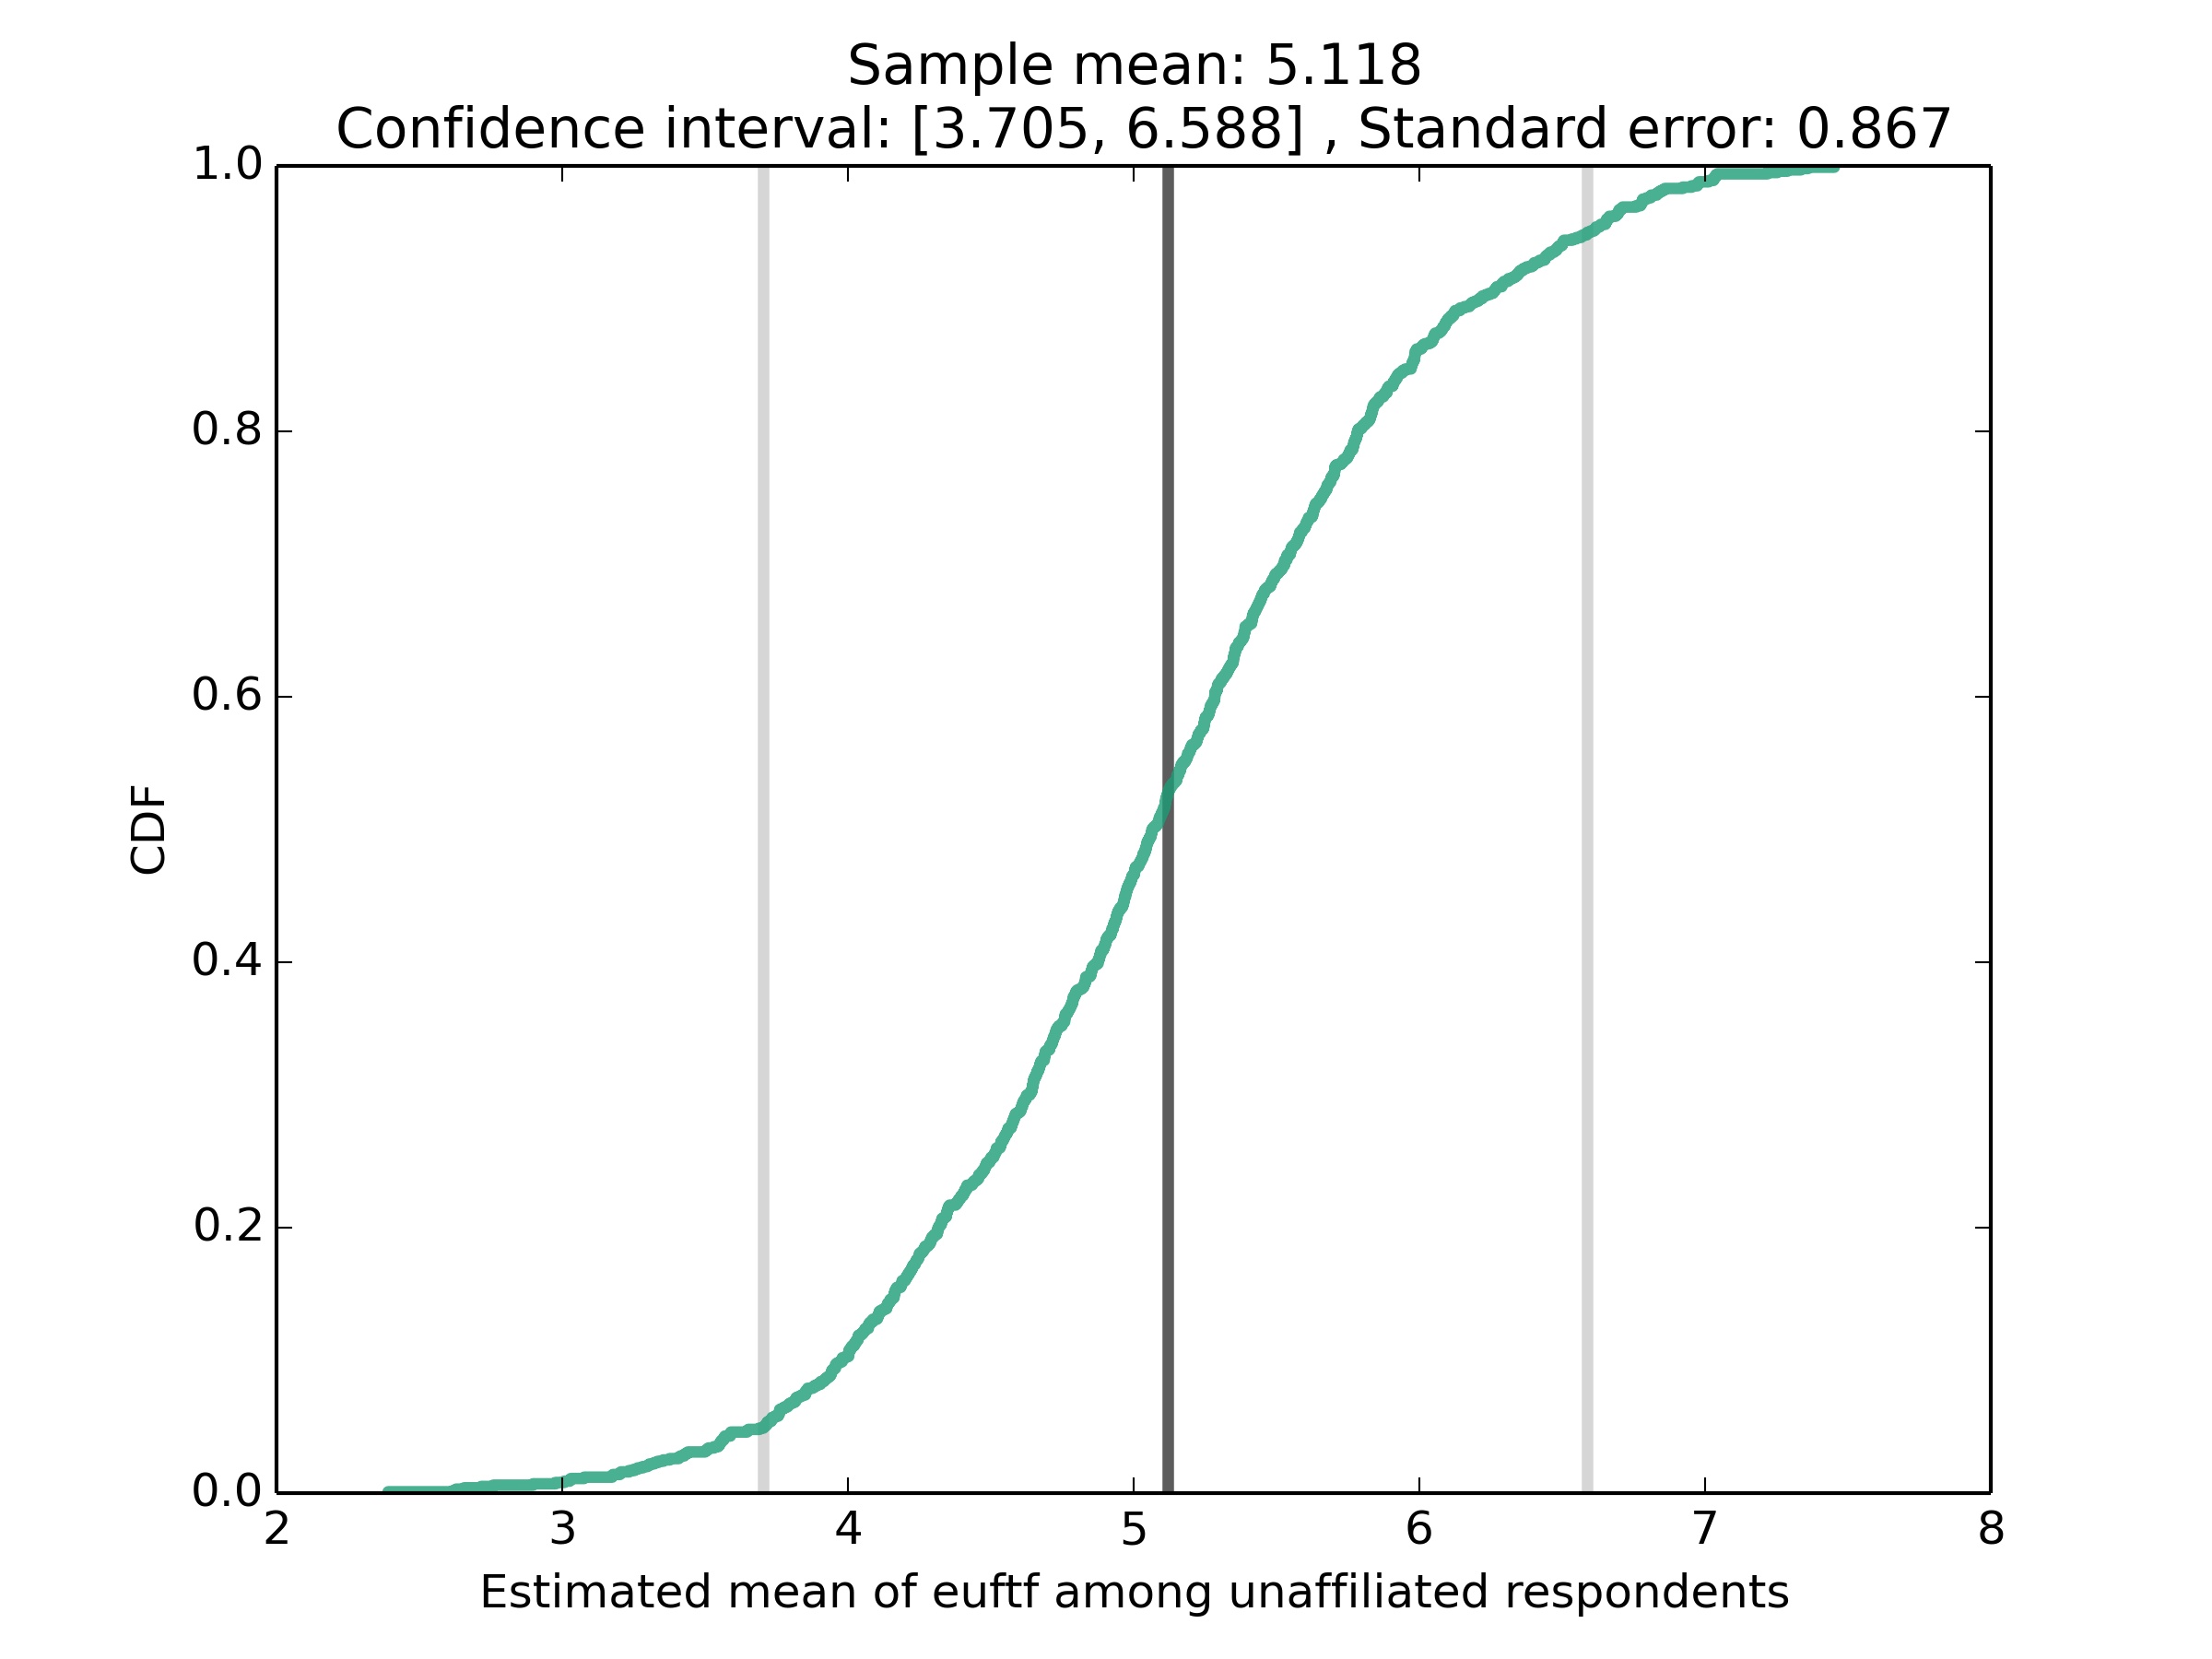 Sample mean: 5.118
Confidence interval: [3.705, 6.588] , Standard error: 0.867
1.0
0.8
0.6
0.4
0.2
0.0
CDF
2 3 4 5 6 7 8
Estimated mean of euftf among unaffiliated respondents